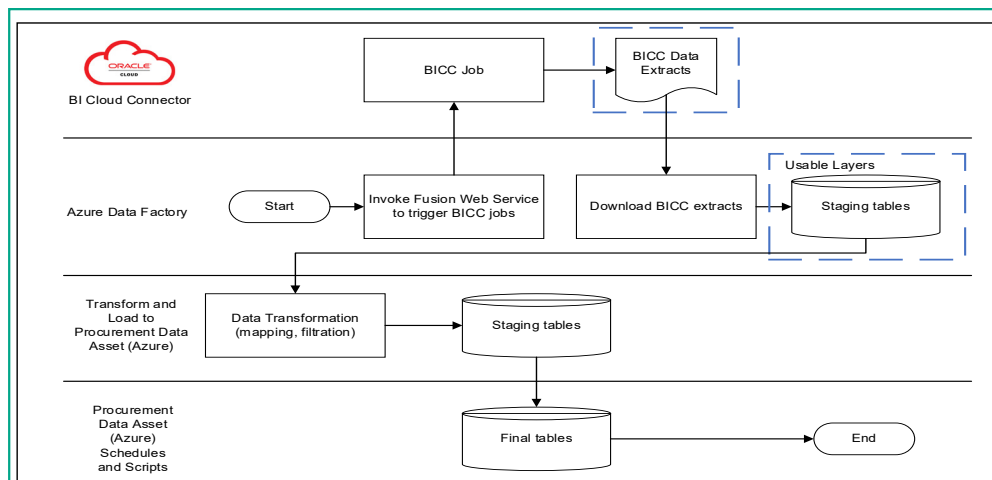 ORACLE
CLOUD
BI Cloud Connector
BICC Job
BICC Data
Extracts
Azure Data Factory
Start
Invoke Fusion Web Service
to trigger BICC jobs
Download BICC extracts
Usable Layers
Staging tables
Transform and
Load to
Procurement Data
Asset (Azure)
Data Transformation
(mapping, filtration)
Staging tables
Procurement
Data Asset
(Azure)
Schedules
and Scripts
Final tables
End